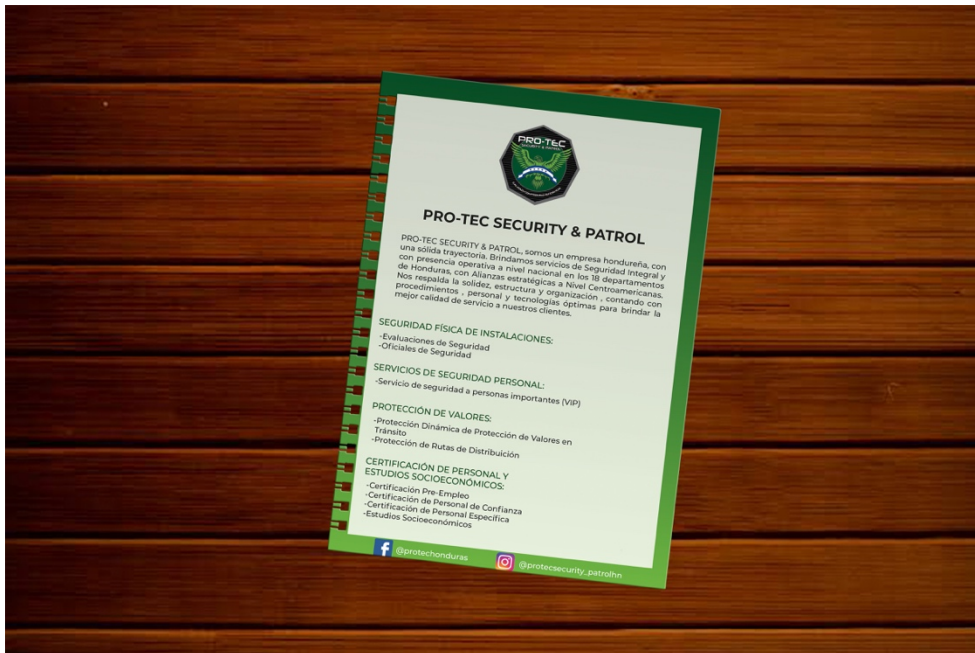 PRO-TEC
SECURITY & PATROL
PRO-TEC SECURITY & PATROL
PRO-TEC SECURITY & PATROL, somos un empresa hondureña, con
una sólida trayectoria. Brindamos servicios de Seguridad Integral y
con presencia operativa a nivel nacional en los 18 departamentos
de Honduras, con Alianzas estratégicas a Nivel Centroamericanas.
Nos respalda la solidez, estructura y organización , contando con
procedimientos , personal y tecnologías óptimas para brindar la
mejor calidad de servicio a nuestros clientes.
SEGURIDAD FÍSICA DE INSTALACIONES:
-Evaluaciones de Seguridad
-Oficiales de Seguridad
SERVICIOS DE SEGURIDAD PERSONAL:
-Servicio de seguridad a personas importantes (VIP)
PROTECCIÓN DE VALORES:
-Protección Dinámica de Protección de Valores en
Tránsito
-Protección de Rutas de Distribuición
CERTIFICACIÓN DE PERSONAL Y
ESTUDIOS SOCIOECONÓMICOS:
-Certificación Pre-Empleo
-Certificación de Personal de Confianza
-Certificación de Personal Específica
-Estudios Socioeconómicos
@protechonduras
@protecsecurity_patrolhn